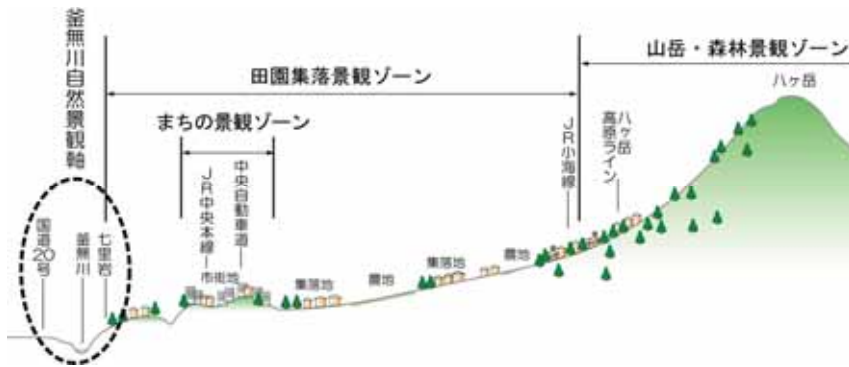 釜無川自然景観軸
田園集落景観ゾーン
山岳・森林景観ゾーン
まちの景観ゾーン
八ヶ岳
国道20号
釜無川
七里岩
JR中央本線
中央自動車道
市街地
集落地
農地
集落地
農地
JR小海線
八ヶ岳
高原ライン